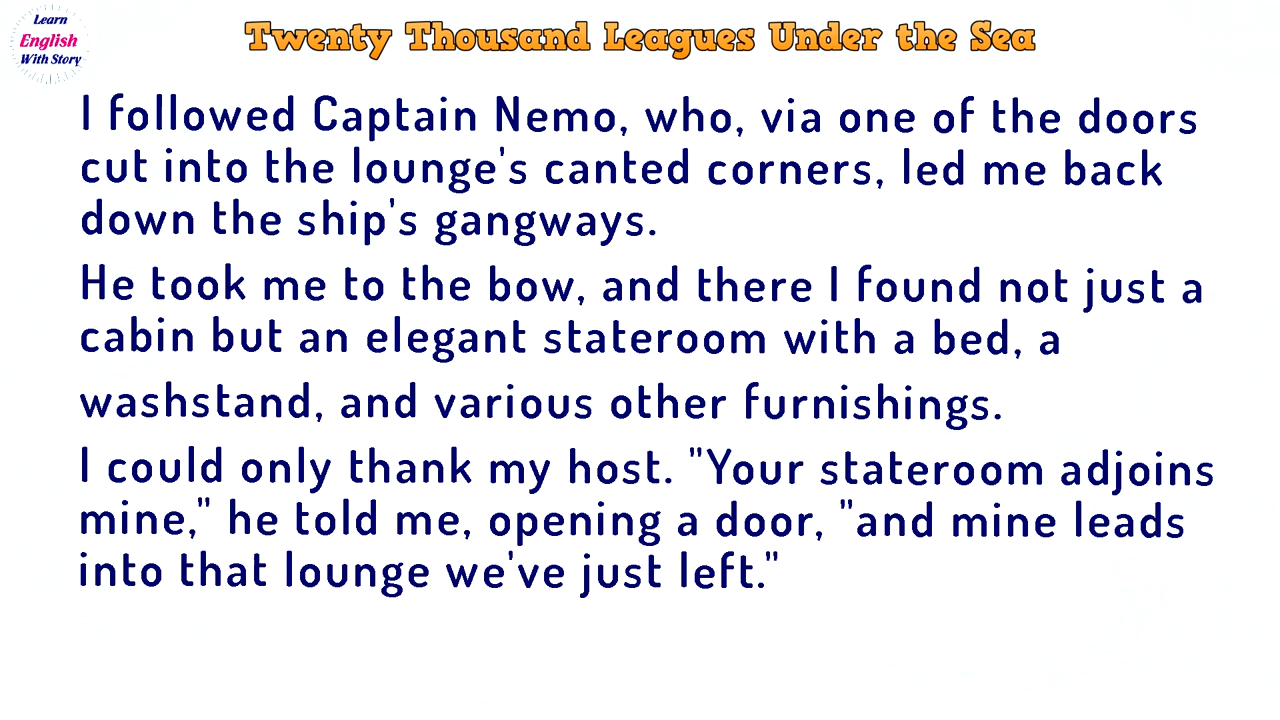 Learn
English
With Story
Twenty Thousand Leagues Under the Sea
I followed Captain Nemo, who, via one of the doors
cut into the lounge's canted corners, led me back
down the ship's gangways.
He took me to the bow, and there I found not just a
cabin but an elegant stateroom with a bed, a
washstand, and various other furnishings.
I could only thank my host. "Your stateroom adjoins
mine," he told me, opening a door, "and mine leads
into that lounge we've just left."